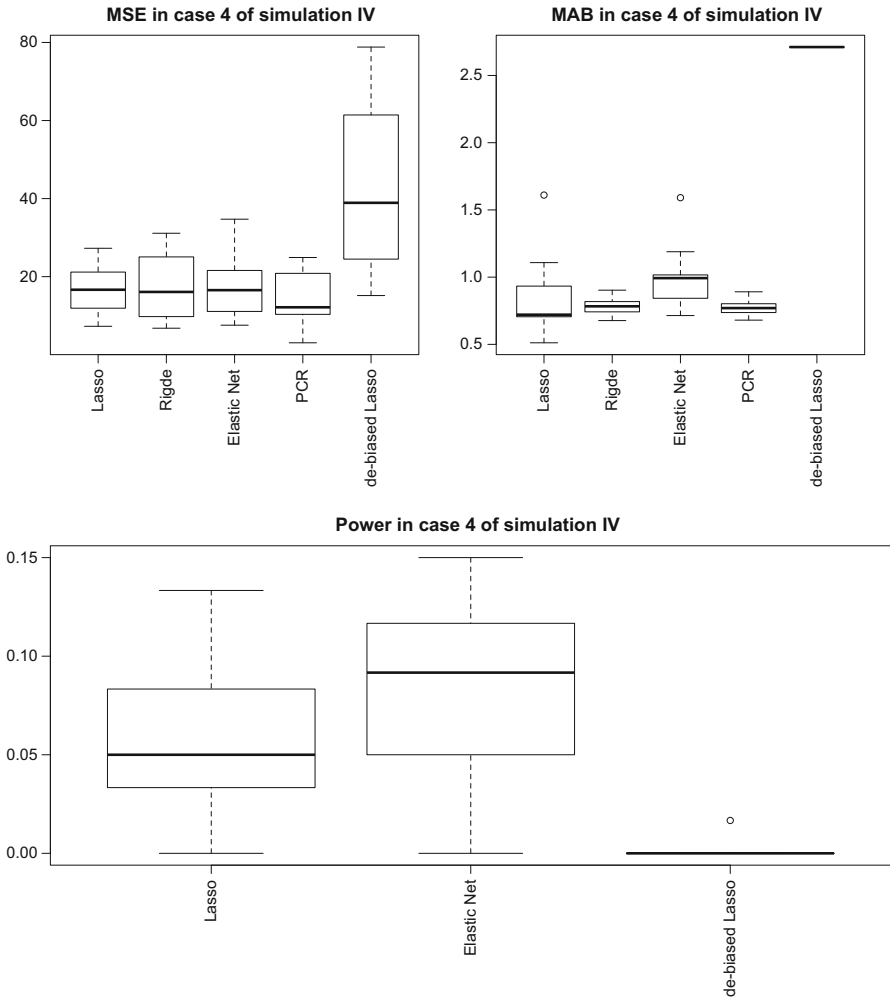 MSE in case 4 of simulation IV
80
60
40
20
Lasso
Rigde
Elastic Net
PCR
de-biased Lasso
MAB in case 4 of simulation IV
2.5
2.0
1.5
1.0
0.5
Lasso
Rigde
Elastic Net
PCR
de-biased Lasso
Power in case 4 of simulation IV
0.15
0.10
0.05
0.00
Lasso
Elastic Net
de-biased Lasso